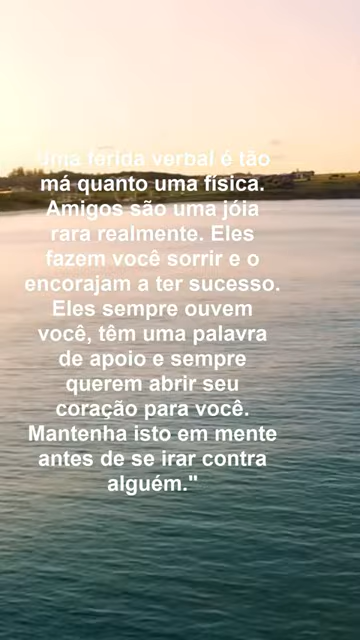 uma ferida verbal é tão
má quanto uma física.
Amigos são uma jóia
rara realmente. Eles
fazem você sorrir e o
encorajam a ter sucesso.
Eles sempre ouvem
você, têm uma palavra
de apoio e sempre
querem abrir seu
coração para você.
Mantenha isto em mente
antes de se irar contra
alguém."